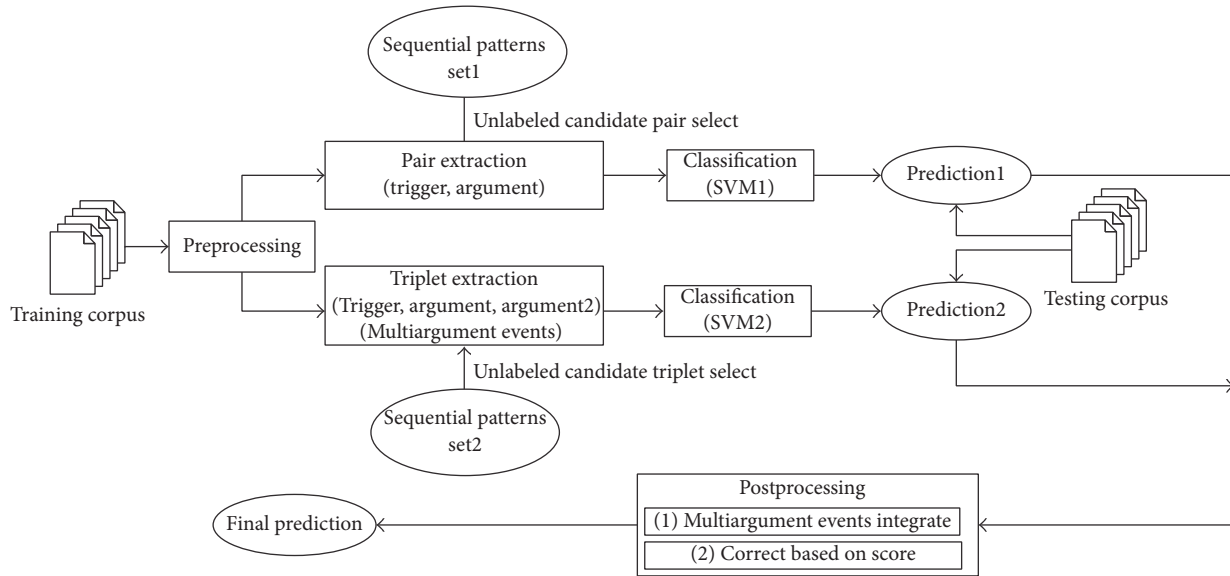 Sequential patterns
set1
Unlabeled candidate pair select
Pair extraction
(trigger, argument)
Classification
(SVM1)
Prediction1
Preprocessing
Training corpus
Triplet extraction
(Trigger, argument, argument2)
(Multiargument events)
Classification
(SVM2)
Prediction2
Testing corpus
Unlabeled candidate triplet select
Sequential patterns
set2
Postprocessing
(1) Multiargument events integrate
(2) Correct based on score
Final prediction